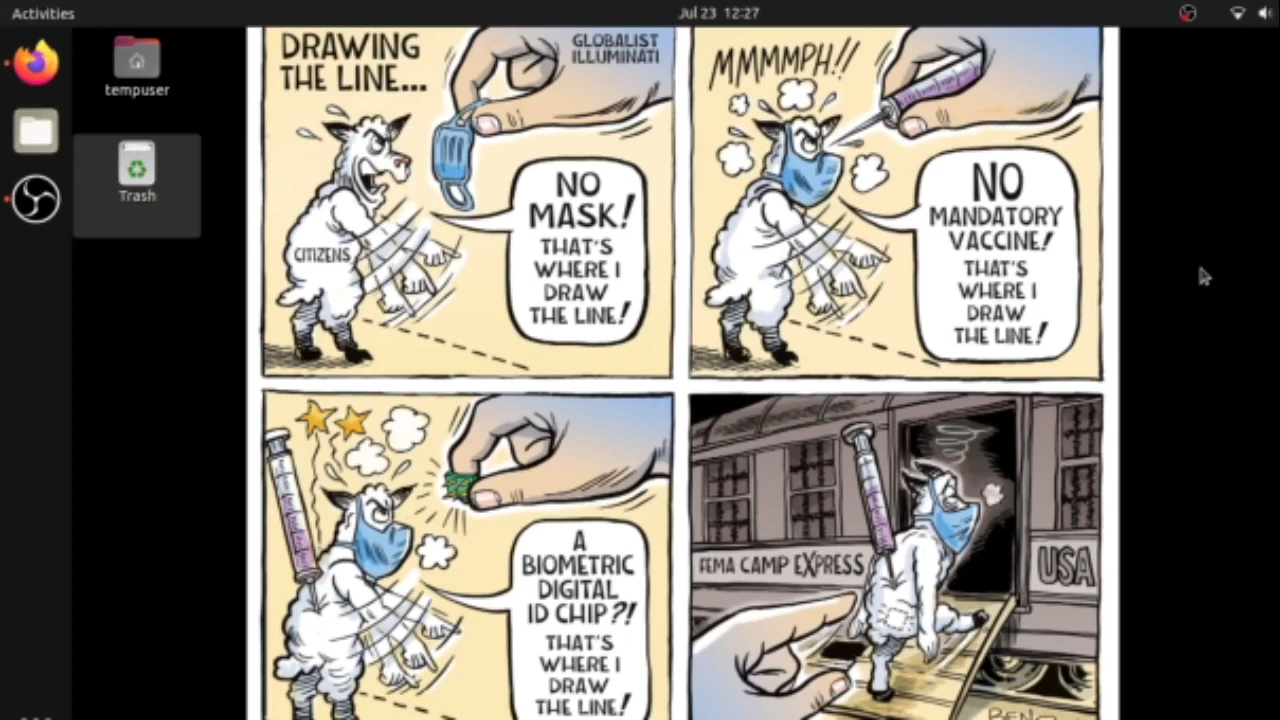 Activities
Jul 23 12:27
tempuser
Trash
DRAWING
THE LINE...
GLOBALIST
ILLUMINATI
CITIZENS
NO
MASK!
THAT'S
WHERE I
DRAW
THE LINE!
MMMMPH!!
NO
MANDATORY
VACCINE!
THAT'S
WHERE I
DRAW
THE LINE!
A
BIOMETRIC
DIGITAL
ID CHIP?!
THAT'S
WHERE I
DRAW
THE LINE!
FEMA CAMP EXPRESS
USA